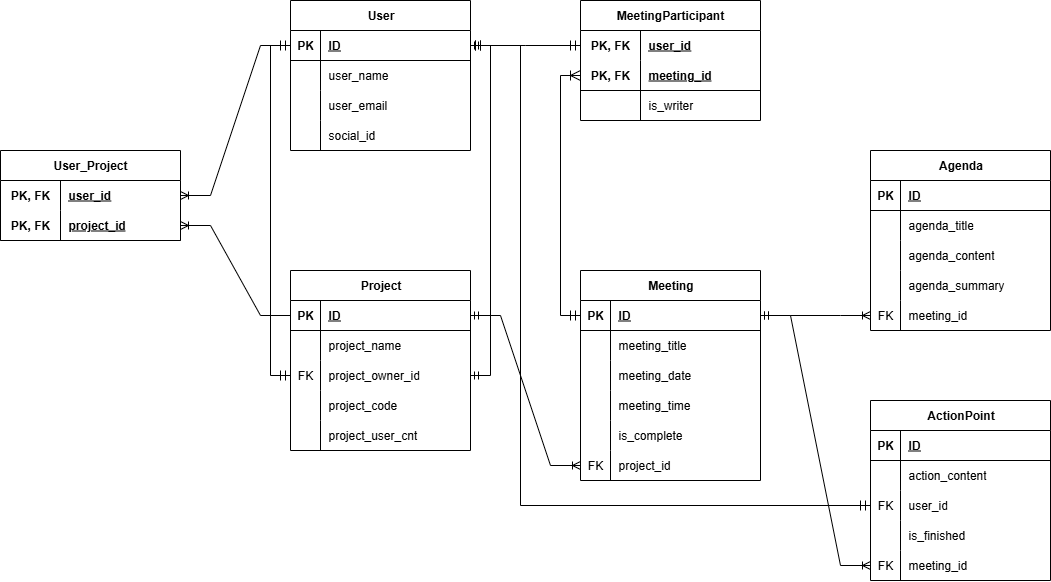 User
PK ID
user_name
user_email
social_id
MeetingParticipant
PK, FK user_id
PK, FK meeting_id
is_writer
User_Project
PK, FK user_id
PK, FK project_id
Agenda
PK ID
agenda_title
agenda_content
agenda_summary
FK meeting_id
Project
PK ID
project_name
FK project_owner_id
project_code
project_user_cnt
Meeting
PK ID
meeting_title
meeting_date
meeting_time
is_complete
FK project_id
ActionPoint
PK ID
action_content
FK user_id
is_finished
FK meeting_id